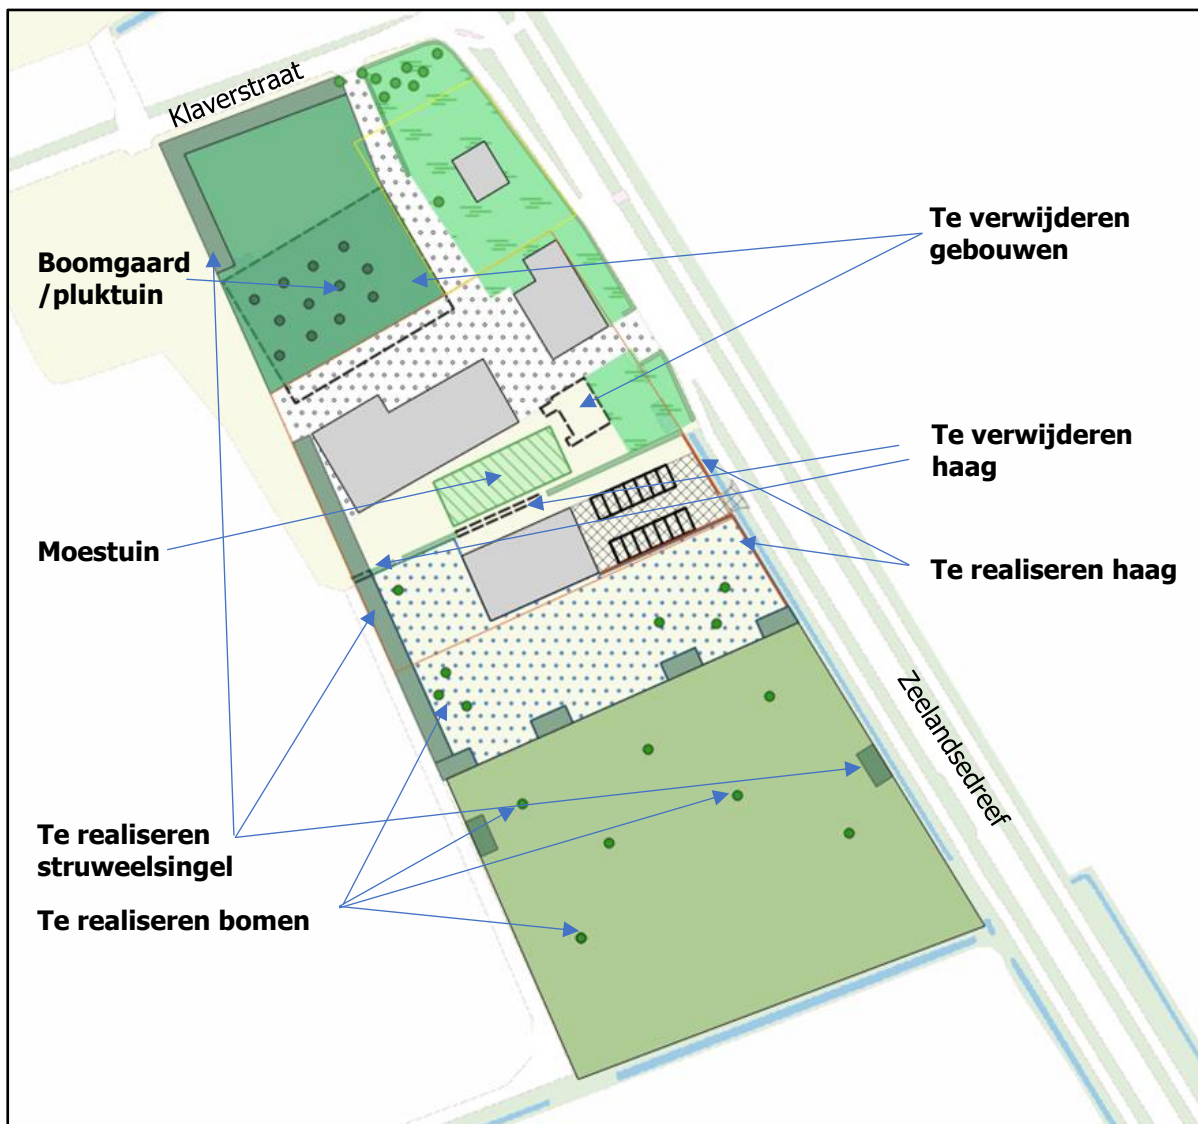 Klaverstraat
Te verwijderen
gebouwen
Boomgaard
/pluktuin
Te verwijderen
haag
Moestuin
Te realiseren haag
Zeelandsedreef
Te realiseren
struweelsingel
Te realiseren bomen